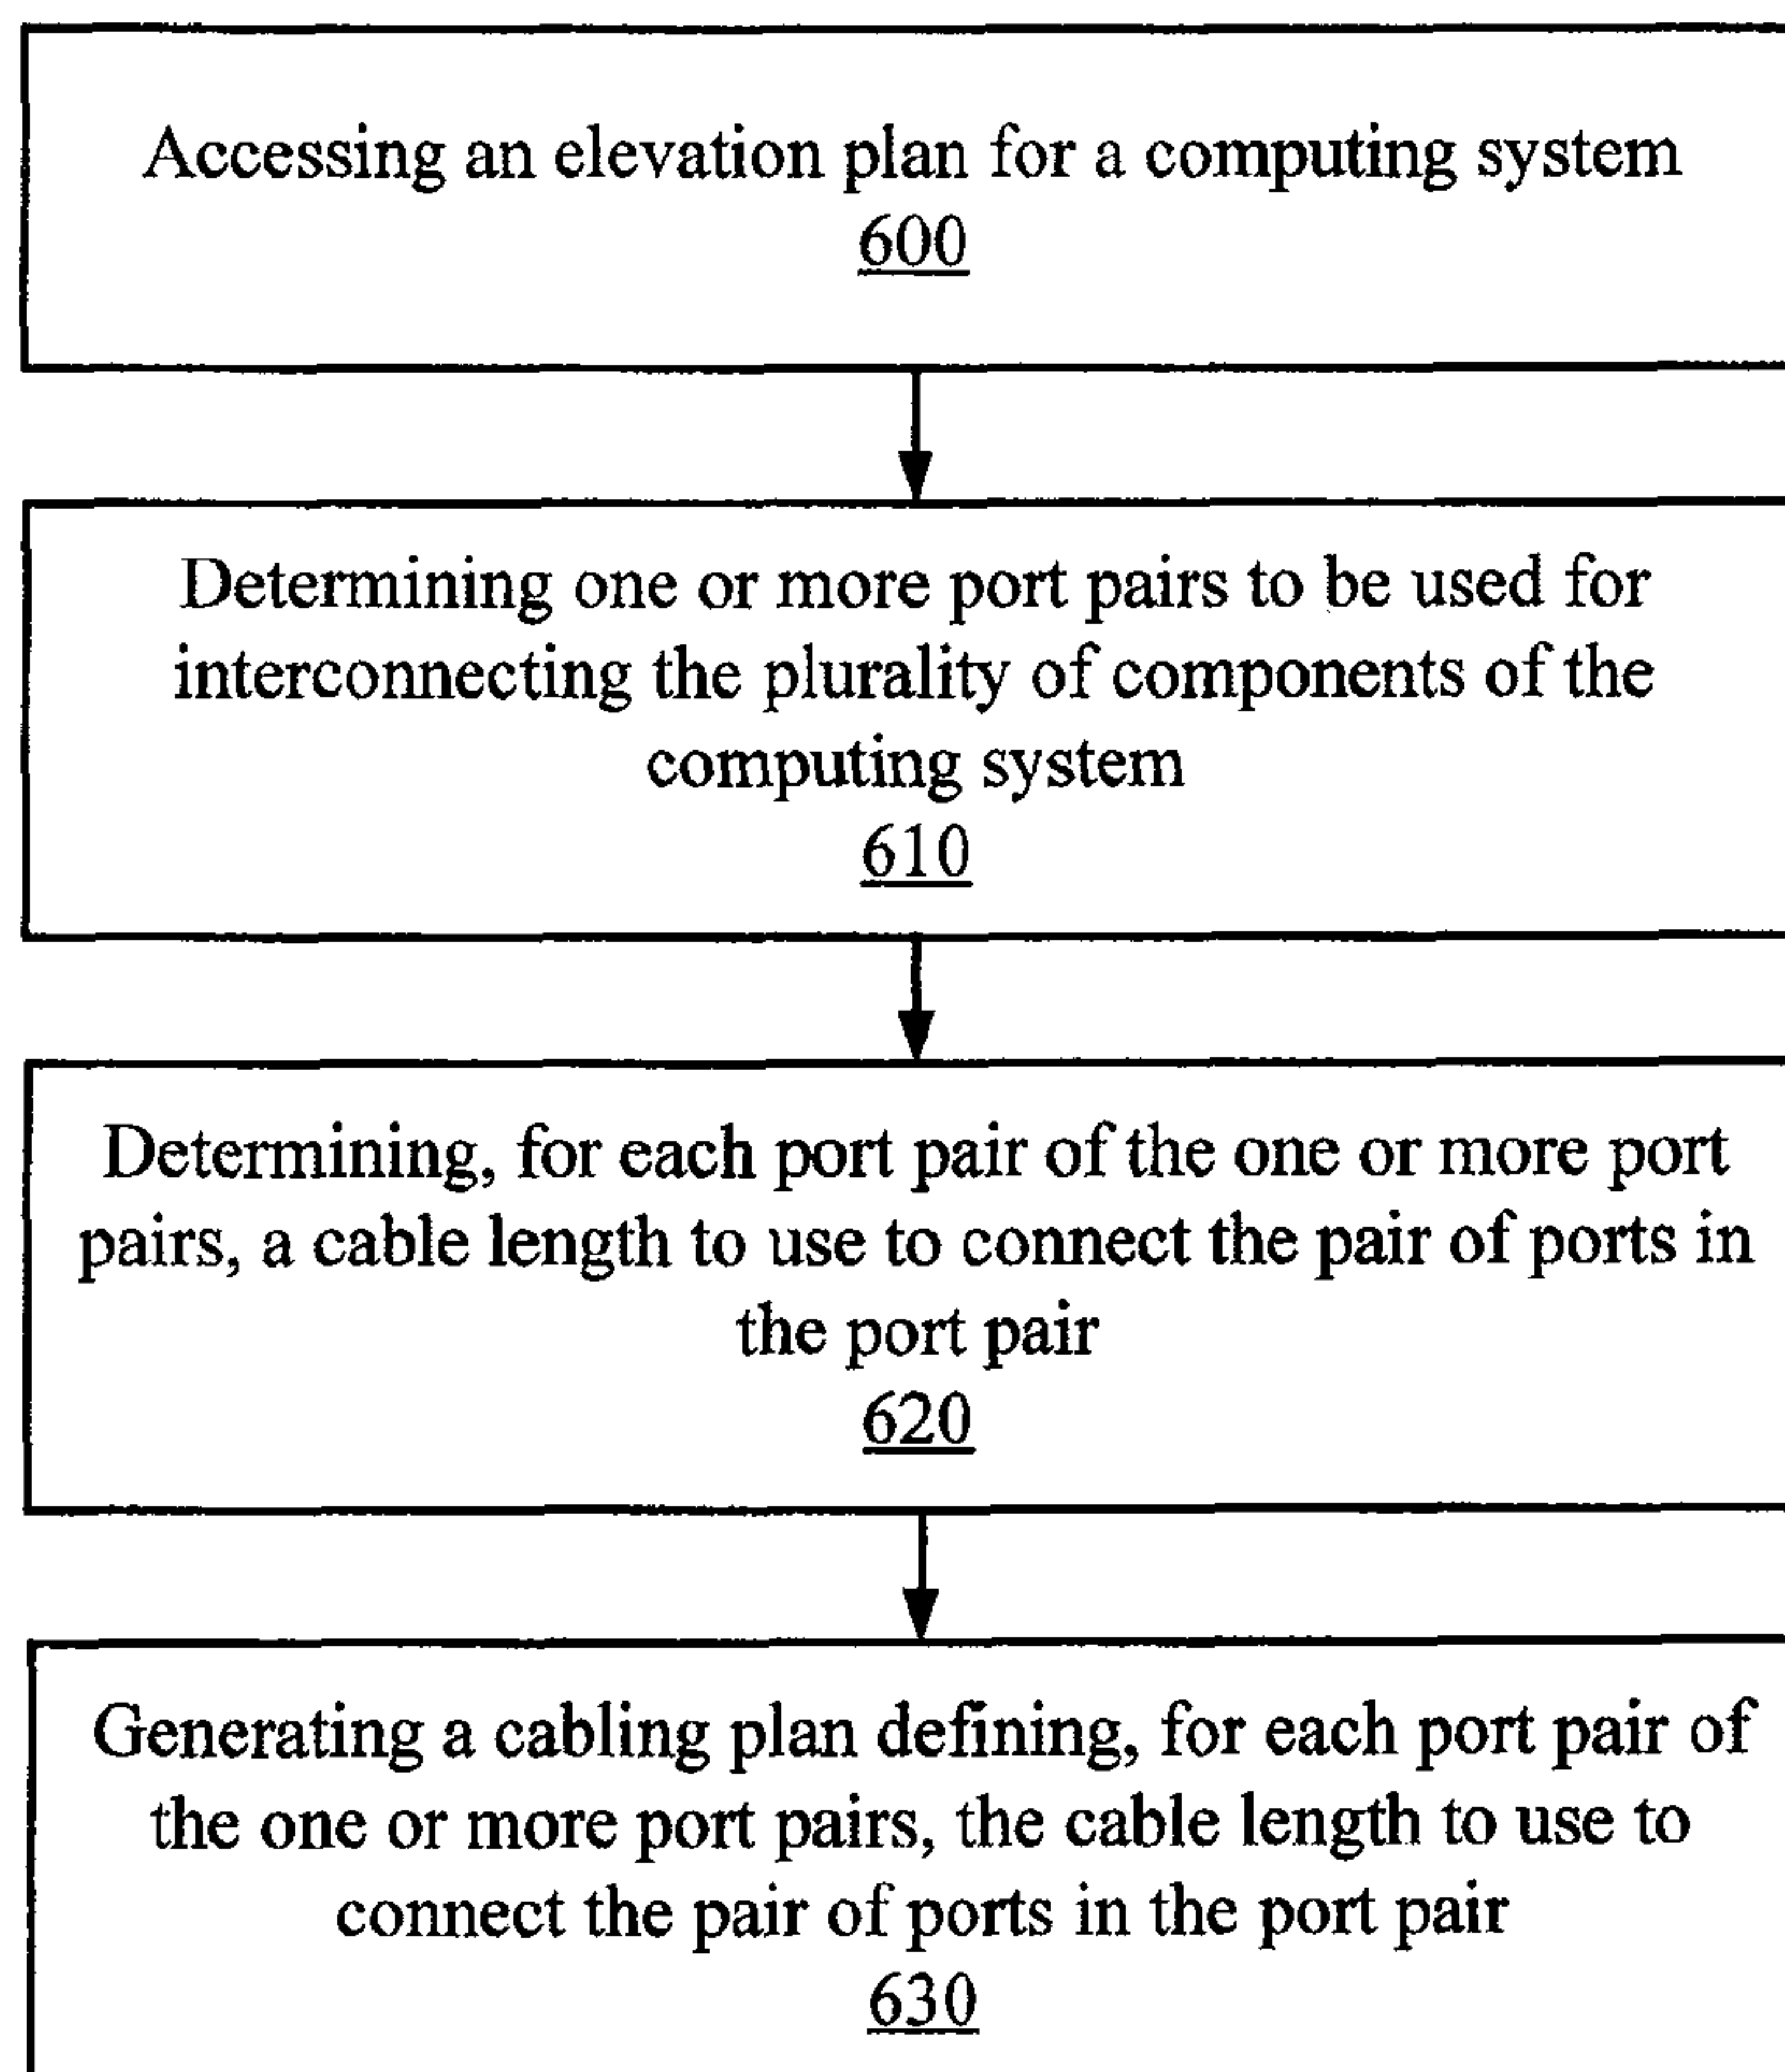 Accessing an elevation plan for a computing system
600
Determining one or more port pairs to be used for
interconnecting the plurality of components of the
computing system
610
Determining, for each port pair of the one or more port
pairs, a cable length to use to connect the pair of ports in
the port pair
620
Generating a cabling plan defining, for each port pair of
the one or more port pairs, the cable length to use to
connect the pair of ports in the port pair
630